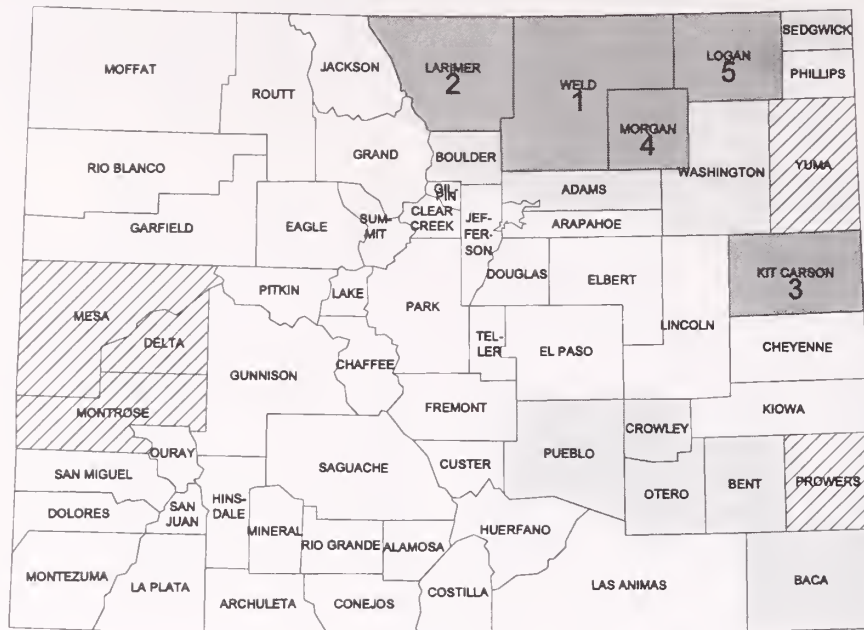 MOFFAT
ROUTT
JACKSON
LARIMER
2
WELD
1
LOGAN
5
SEDGWICK
PHILLIPS
MORGAN
4
RIO BLANCO
GRAND
BOULDER
WASHINGTON
YUMA
GIL-
PIN
ADAMS
GARFIELD
EAGLE
SUM-
MIT
CLEAR
CREEK
JEF-
FER-
SON
ARAPAHOE
DOUGLAS
ELBERT
KIT CARSON
3
MESA
PITKIN
LAKE
PARK
LINCOLN
DELTA
TEL-
LER
EL PASO
CHEYENNE
GUNNISON
CHAFFEE
MONTROSE
FREMONT
KIOWA
OURAY
CROWLEY
SAN MIGUEL
SAGUACHE
CUSTER
PUEBLO
OTERO
BENT
PROWERS
DOLORES
SAN
JUAN
HINS-
DALE
MINERAL
RIO GRANDE
ALAMOSA
HUERFANO
MONTEZUMA
LA PLATA
ARCHULETA
CONEJOS
COSTILLA
LAS ANIMAS
BACA